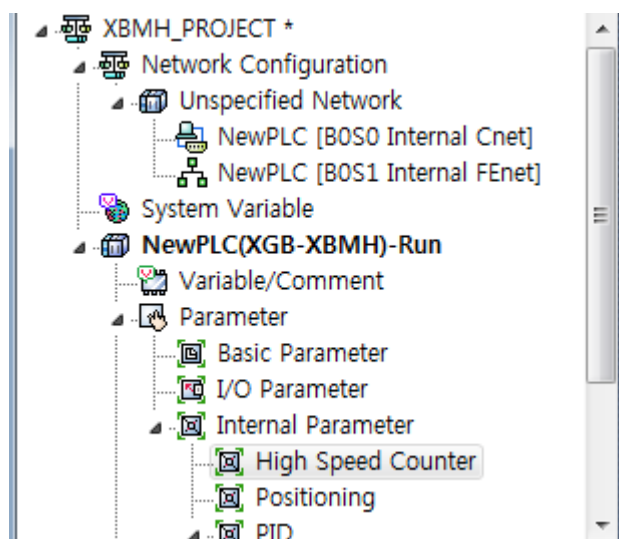 XBMH_PROJECT *
Network Configuration
Unspecified Network
NewPLC [B0S0 Internal Cnet]
NewPLC [B0S1 Internal FEnet]
System Variable
NewPLC(XGB-XBMH)-Run
Variable/Comment
Parameter
Basic Parameter
I/O Parameter
Internal Parameter
High Speed Counter
Positioning
PID